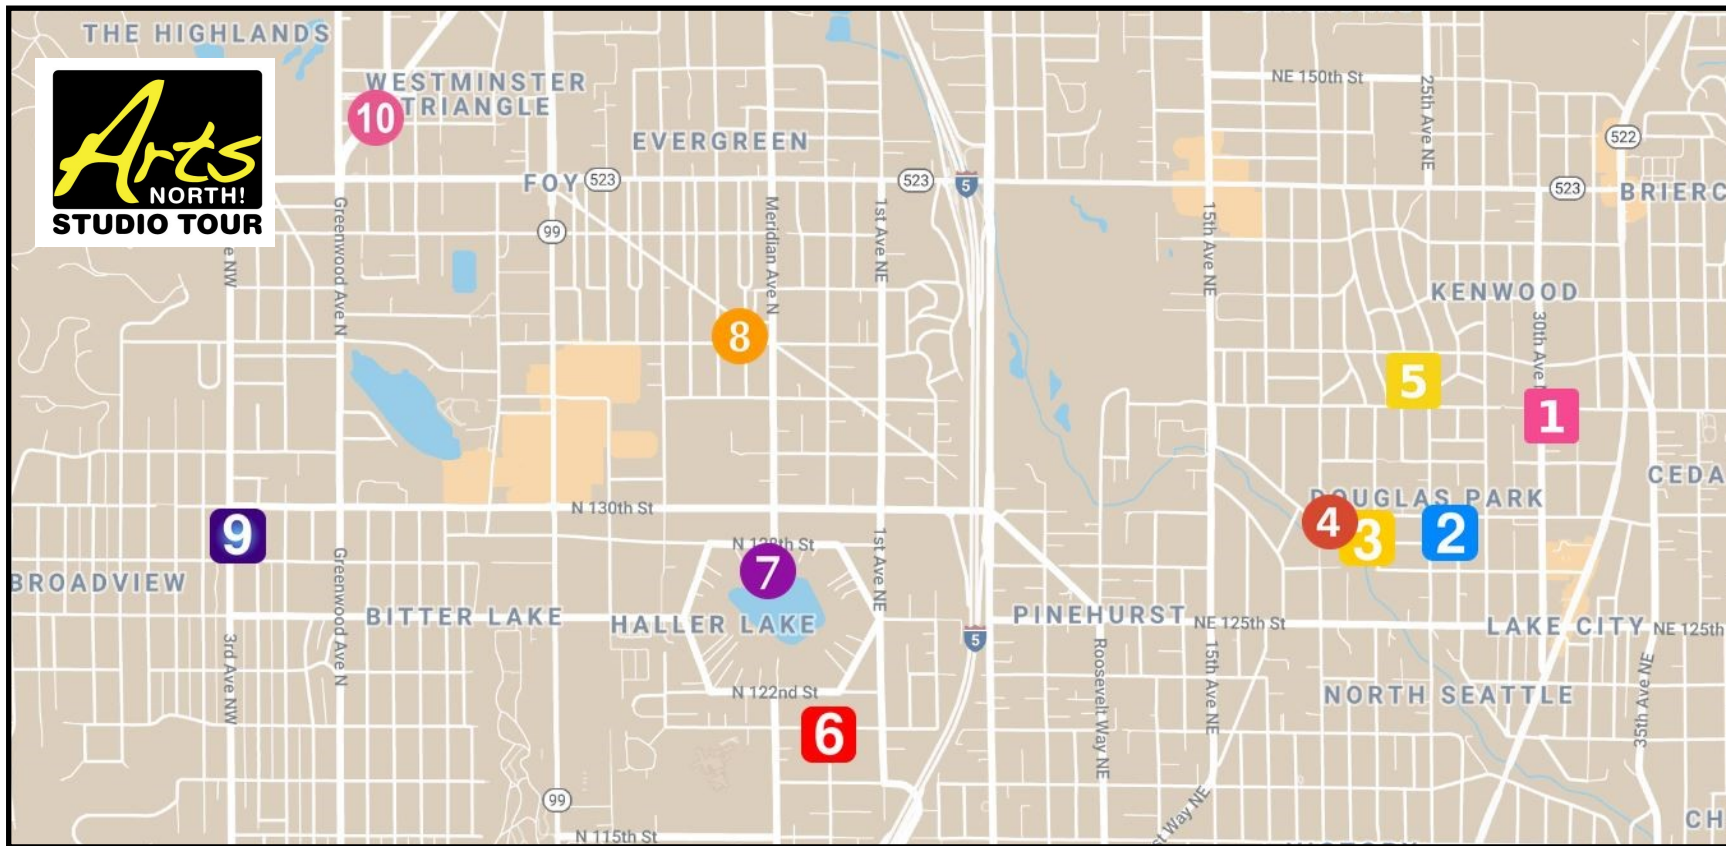 THE HIGHLANDS
Arts
NORTH!
STUDIO TOUR
WESTMINSTER
TRIANGLE
10
EVERGREEN
FOY
523
523
5
99
NE 150th St
25th Ave NE
522
523
Greenwood Ave N
Meridian Ave N
1st Ave NE
15th Ave NE
KENWOOD
30th Ave
8
5
1
N 130th St
DOUGLAS PARK
4
3
2
9
N 128th St
7
1st Ave NE
BROADVIEW
BITTER LAKE
HALLER LAKE
5
PINEHURST
NE 125th St
LAKE CITY
NE 125th
3rd Ave NW
Greenwood Ave N
N 122nd St
6
Roosevelt Way NE
15th Ave NE
NORTH SEATTLE
35th Ave NE
99
N 115th St
Way NE